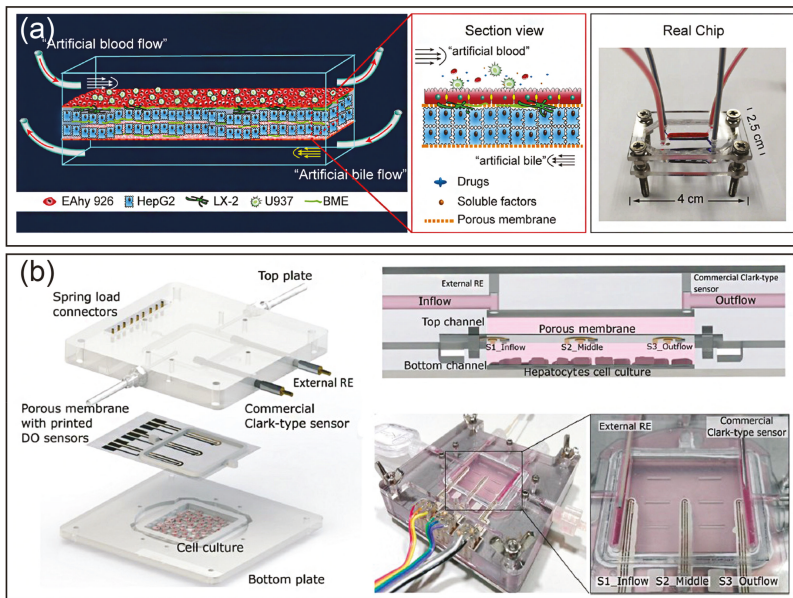 (a)
"Artificial blood flow"
"Artificial bile flow"
EAhy 926 HepG2 LX-2 U937 BME
Section view
"artificial blood"
"artificial bile"
Drugs
Soluble factors
Porous membrane
Real Chip
2.5 cm
4 cm
(b)
Top plate
Spring load
connectors
External RE
Commercial
Clark-type sensor
Porous membrane
with printed
DO sensors
Cell culture
Bottom plate
External RE
Commercial Clark-type
sensor
Inflow
Outflow
Top channel
Porous membrane
S1_Inflow
S2_Middle
S3_Outflow
Bottom channel
Hepatocytes cell culture
External RE
Commercial
Clark-type sensor
S1_Inflow S2_Middle S3_Outflow